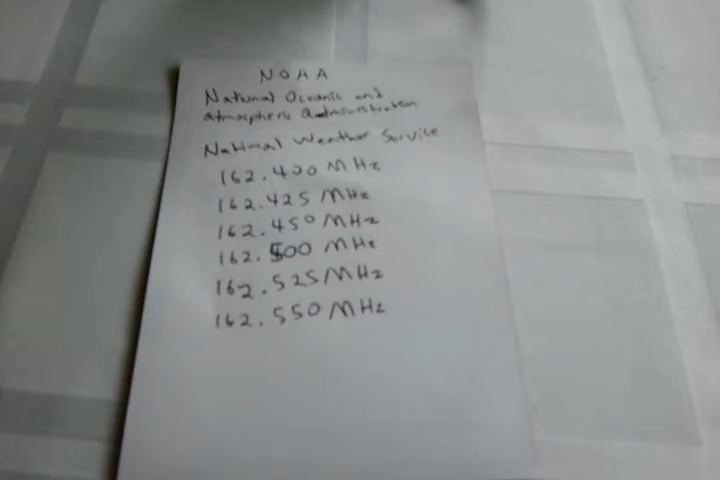 NOAA
National Oceanic and
atmospheric administration
National Weather Service
162.400 MHz
162.425 MHz
162.450 MHz
162.500 MHz
162.525 MHz
162.550 MHz